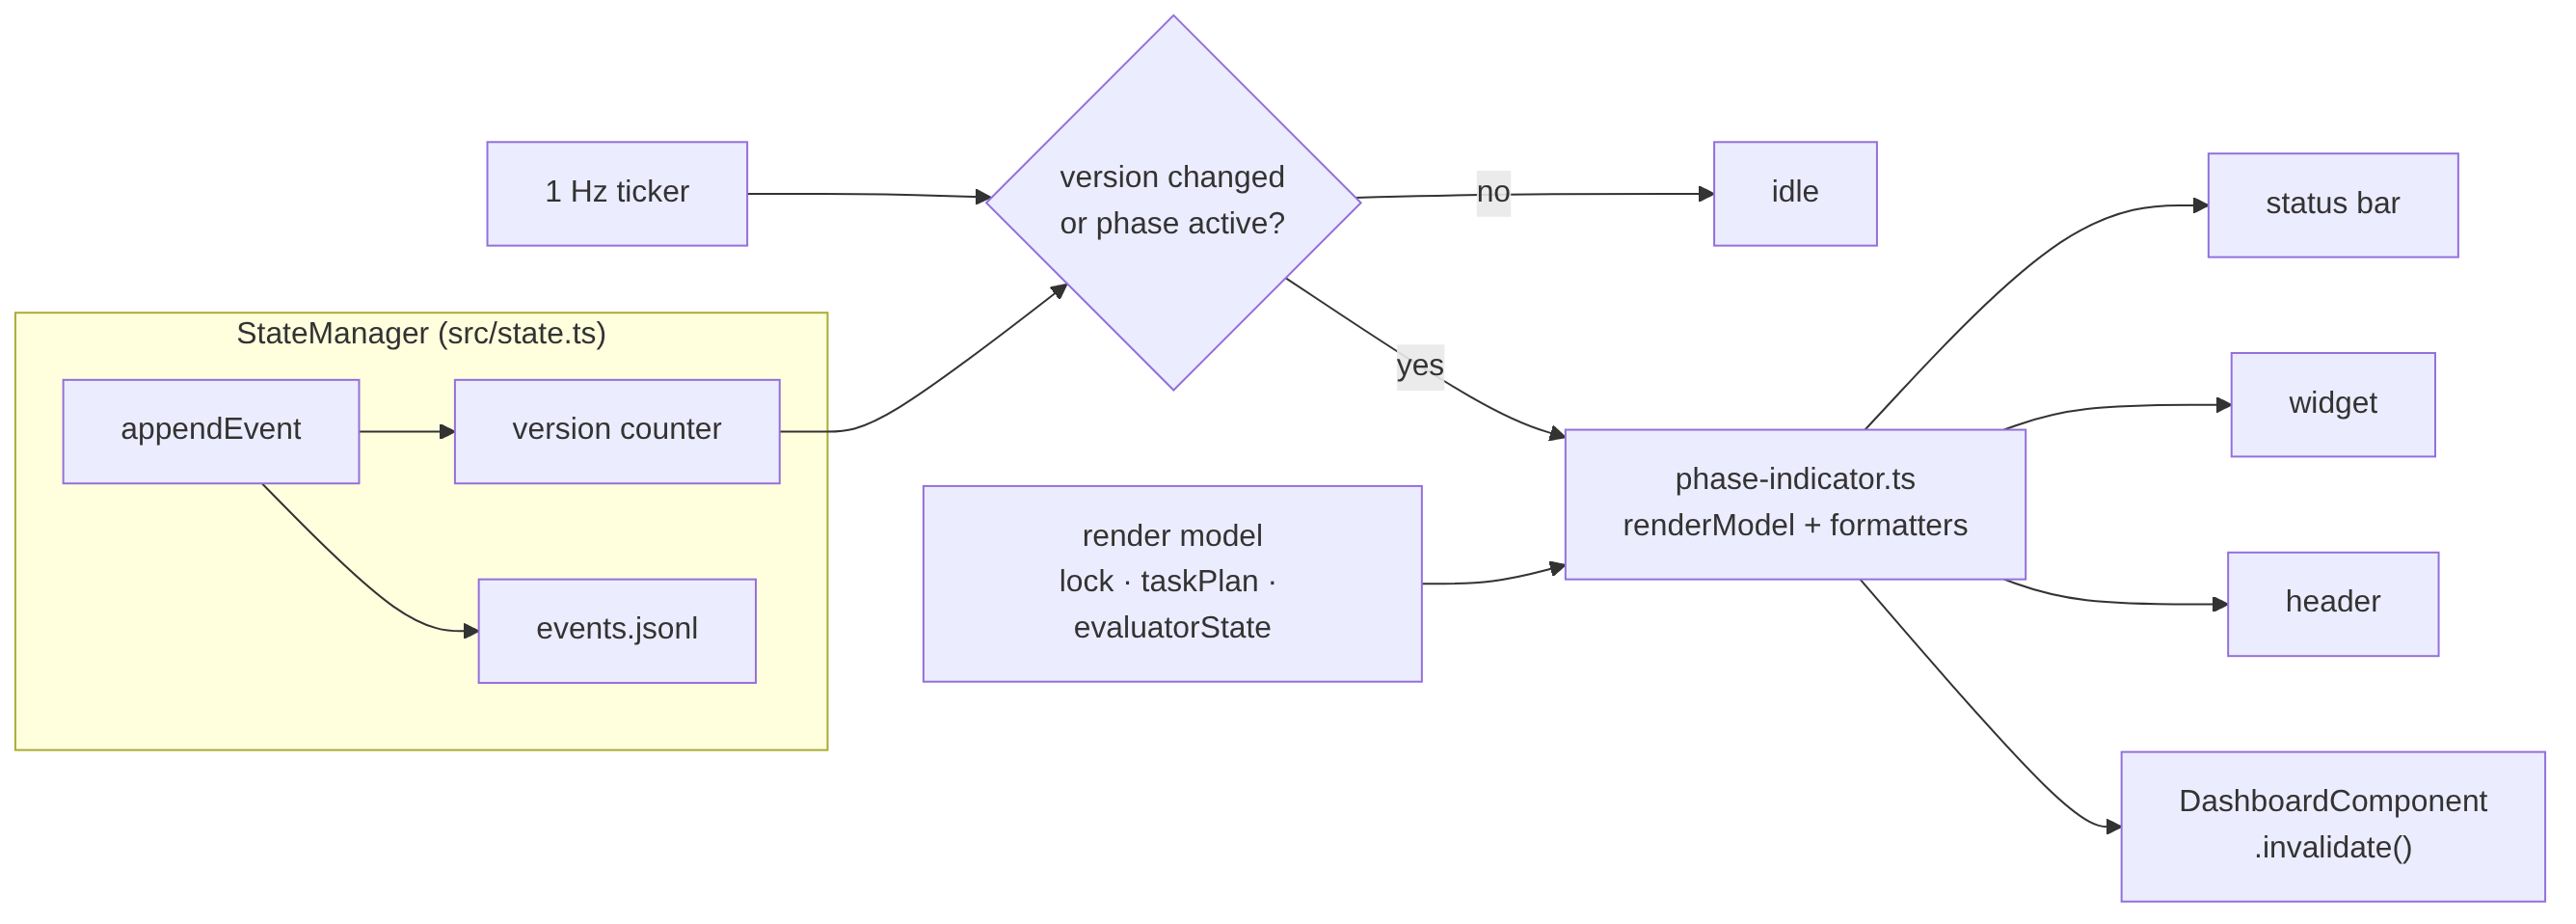 1 Hz ticker
version changed
or phase active?
no
idle
yes
StateManager (src/state.ts)
appendEvent
version counter
events.jsonl
render model
lock · taskPlan ·
evaluatorState
phase-indicator.ts
renderModel + formatters
status bar
widget
header
DashboardComponent
.invalidate()